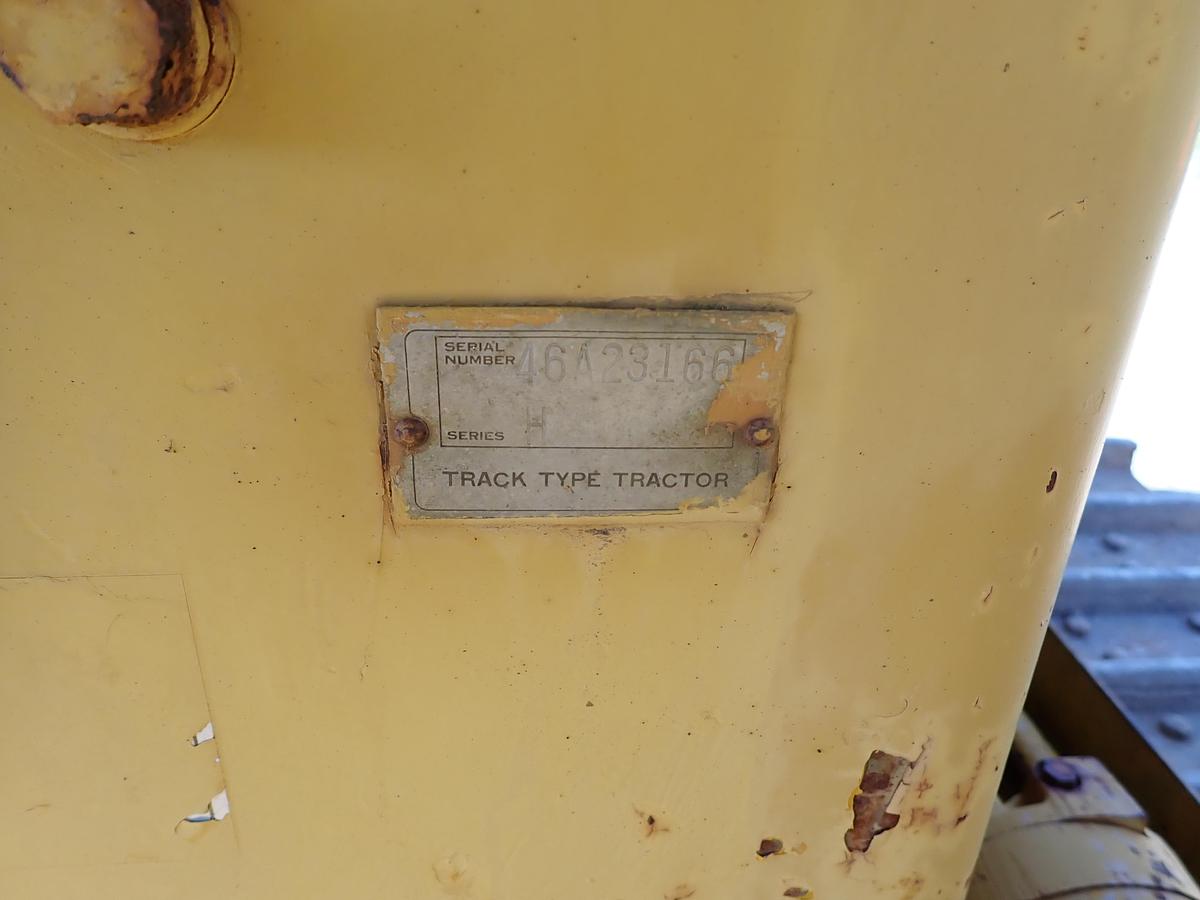 SERIAL
NUMBER 46A23166
SERIES H
TRACK TYPE TRACTOR